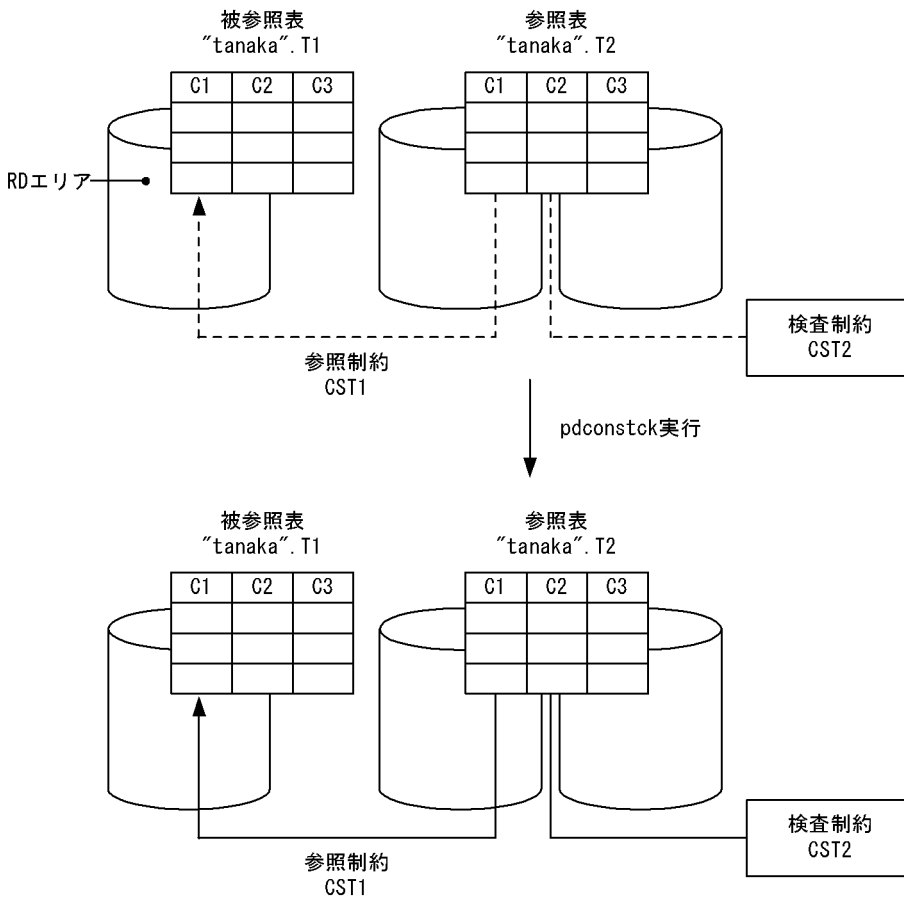 被参照表
"tanaka".T1
参照表
"tanaka".T2
C1 C2 C3
C1 C2 C3
RDエリア
検査制約
CST2
参照制約
CST1
pdconstck実行
被参照表
"tanaka".T1
参照表
"tanaka".T2
C1 C2 C3
C1 C2 C3
検査制約
CST2
参照制約
CST1